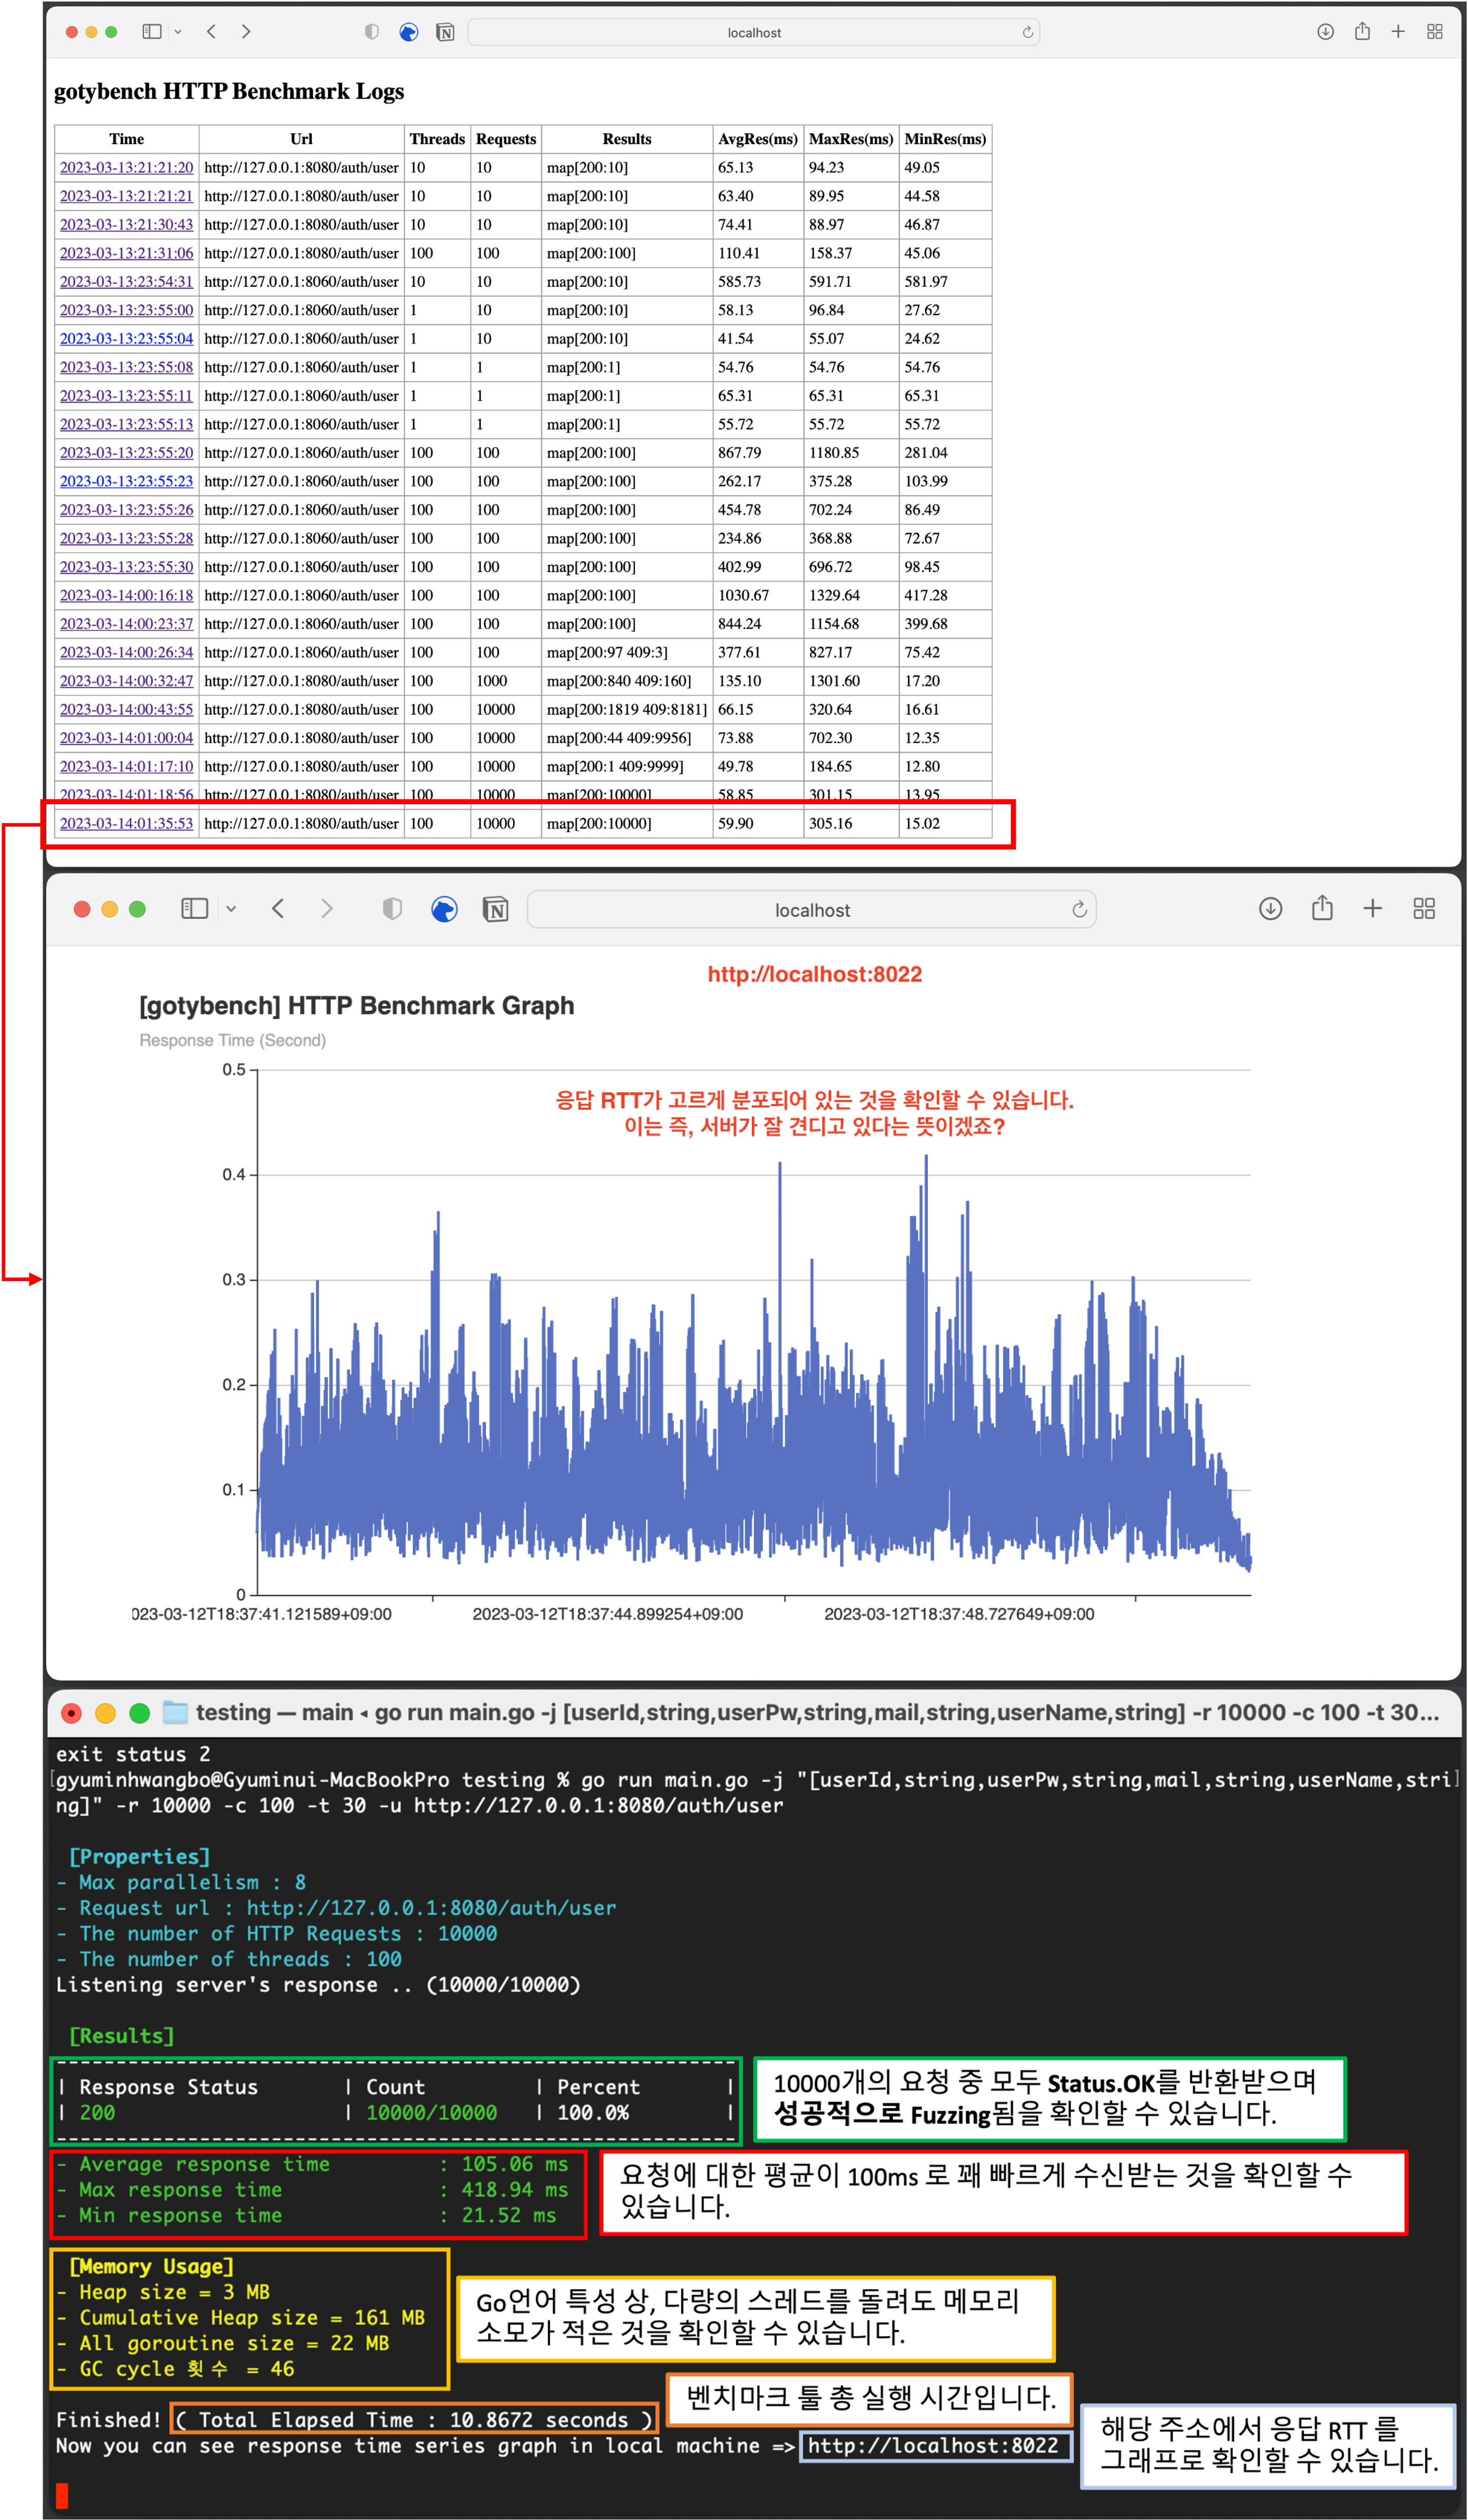 localhost
gotybench HTTP Benchmark Logs
Time Url Threads Requests Results AvgRes(ms) MaxRes(ms) MinRes(ms)
2023-03-13:21:21:20 http://127.0.0.1:8080/auth/user 10 10 map[200:10] 65.13 94.23 49.05
2023-03-13:21:21:21 http://127.0.0.1:8080/auth/user 10 10 map[200:10] 63.40 89.95 44.58
2023-03-13:21:30:43 http://127.0.0.1:8080/auth/user 10 10 map[200:10] 74.41 88.97 46.87
2023-03-13:21:31:06 http://127.0.0.1:8080/auth/user 100 100 map[200:100] 110.41 158.37 45.06
2023-03-13:23:54:31 http://127.0.0.1:8060/auth/user 10 10 map[200:10] 585.73 591.71 581.97
2023-03-13:23:55:00 http://127.0.0.1:8060/auth/user 1 10 map[200:10] 58.13 96.84 27.62
2023-03-13:23:55:04 http://127.0.0.1:8060/auth/user 1 10 map[200:10] 41.54 55.07 24.62
2023-03-13:23:55:08 http://127.0.0.1:8060/auth/user 1 1 map[200:1] 54.76 54.76 54.76
2023-03-13:23:55:11 http://127.0.0.1:8060/auth/user 1 1 map[200:1] 65.31 65.31 65.31
2023-03-13:23:55:13 http://127.0.0.1:8060/auth/user 1 1 map[200:1] 55.72 55.72 55.72
2023-03-13:23:55:20 http://127.0.0.1:8060/auth/user 100 100 map[200:100] 867.79 1180.85 281.04
2023-03-13:23:55:23 http://127.0.0.1:8060/auth/user 100 100 map[200:100] 262.17 375.28 103.99
2023-03-13:23:55:26 http://127.0.0.1:8060/auth/user 100 100 map[200:100] 454.78 702.24 86.49
2023-03-13:23:55:28 http://127.0.0.1:8060/auth/user 100 100 map[200:100] 234.86 368.88 72.67
2023-03-13:23:55:30 http://127.0.0.1:8060/auth/user 100 100 map[200:100] 402.99 696.72 98.45
2023-03-14:00:16:18 http://127.0.0.1:8060/auth/user 100 100 map[200:100] 1030.67 1329.64 417.28
2023-03-14:00:23:37 http://127.0.0.1:8060/auth/user 100 100 map[200:100] 844.24 1154.68 399.68
2023-03-14:00:26:34 http://127.0.0.1:8060/auth/user 100 100 map[200:97 409:3] 377.61 827.17 75.42
2023-03-14:00:32:47 http://127.0.0.1:8080/auth/user 100 1000 map[200:840 409:160] 135.10 1301.60 17.20
2023-03-14:00:43:55 http://127.0.0.1:8080/auth/user 100 10000 map[200:1819 409:8181] 66.15 320.64 16.61
2023-03-14:01:00:04 http://127.0.0.1:8080/auth/user 100 10000 map[200:44 409:9956] 73.88 702.30 12.35
2023-03-14:01:17:10 http://127.0.0.1:8080/auth/user 100 10000 map[200:1 409:9999] 49.78 184.65 12.80
2023-03-14:01:18:56 http://127.0.0.1:8080/auth/user 100 10000 map[200:10000] 58.85 301.15 13.95
2023-03-14:01:35:53 http://127.0.0.1:8080/auth/user 100 10000 map[200:10000] 59.90 305.16 15.02
localhost
http://localhost:8022
[gotybench] HTTP Benchmark Graph
Response Time (Second)
0.5
응답 RTT가 고르게 분포되어 있는 것을 확인할 수 있습니다.
이는 즉, 서버가 잘 견디고 있다는 뜻이겠죠?
0.4
0.3
0.2
0.1
0
023-03-12T18:37:41.121589+09:00 2023-03-12T18:37:44.899254+09:00 2023-03-12T18:37:48.727649+09:00
testing — main ◂ go run main.go -j [userId,string,userPw,string,mail,string,userName,string] -r 10000 -c 100 -t 30...
exit status 2
[gyuminhwangbo@Gyuminui-MacBookPro testing % go run main.go -j "[userId,string,userPw,string,mail,string,userName,stri]
ng]" -r 10000 -c 100 -t 30 -u http://127.0.0.1:8080/auth/user
[Properties]
- Max parallelism : 8
- Request url : http://127.0.0.1:8080/auth/user
- The number of HTTP Requests : 10000
- The number of threads : 100
Listening server's response .. (10000/10000)
[Results]
---------------------------------------------------------
| Response Status | Count | Percent |
| 200 | 10000/10000 | 100.0% |
---------------------------------------------------------
10000개의 요청 중 모두 Status.OK를 반환받으며
성공적으로 Fuzzing됨을 확인할 수 있습니다.
- Average response time : 105.06 ms
- Max response time : 418.94 ms
- Min response time : 21.52 ms
요청에 대한 평균이 100ms 로 꽤 빠르게 수신받는 것을 확인할 수
있습니다.
[Memory Usage]
- Heap size = 3 MB
- Cumulative Heap size = 161 MB
- All goroutine size = 22 MB
- GC cycle 횟수 = 46
Go언어 특성 상, 다량의 스레드를 돌려도 메모리
소모가 적은 것을 확인할 수 있습니다.
벤치마크 툴 총 실행 시간입니다.
Finished! ( Total Elapsed Time : 10.8672 seconds )
Now you can see response time series graph in local machine => http://localhost:8022
해당 주소에서 응답 RTT 를
그래프로 확인할 수 있습니다.